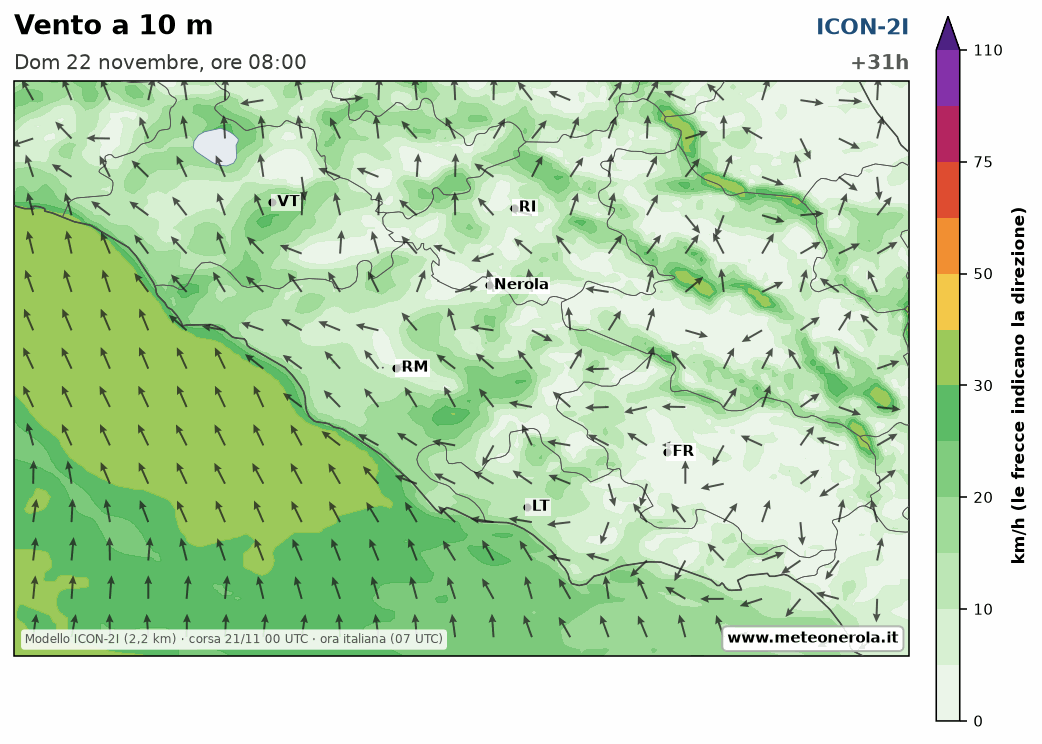 Vento a 10 m
ICON-2I
Dom 22 novembre, ore 08:00
+31h
110
75
50
30
20
10
0
km/h (le frecce indicano la direzione)
VT
RI
Nerola
RM
FR
LT
Modello ICON-2I (2,2 km) · corsa 21/11 00 UTC · ora italiana (07 UTC)
www.meteonerola.it